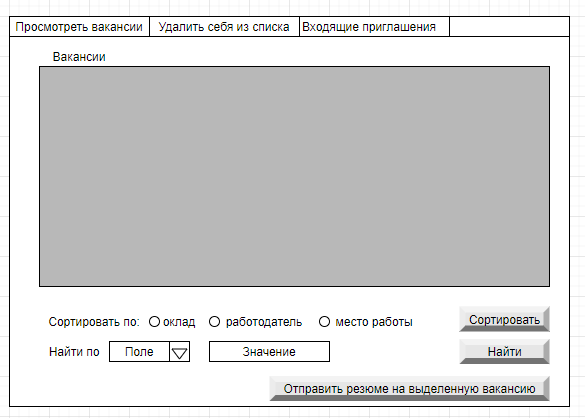 Просмотреть вакансии Удалить себя из списка Входящие приглашения
Вакансии
Сортировать по: оклад работодатель место работы Сортировать
Найти по Поле Значение Найти
Отправить резюме на выделенную вакансию